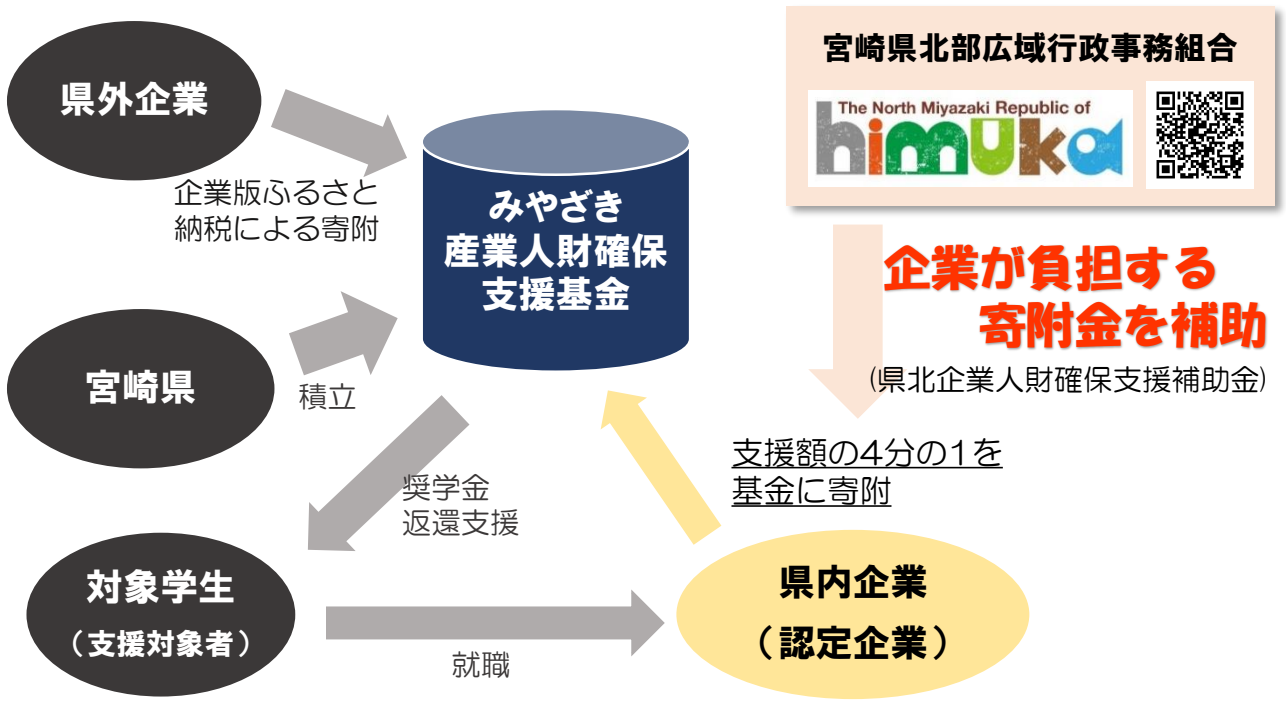 県外企業
企業版ふるさと
納税による寄附
宮崎県
積立
みやざき
産業人財確保
支援基金
奨学金
返還支援
対象学生
(支援対象者)
就職
宮崎県北部広域行政事務組合
The North Miyazaki Republic of
himuka
企業が負担する
寄附金を補助
(県北企業人財確保支援補助金)
支援額の4分の1を
基金に寄附
県内企業
(認定企業)